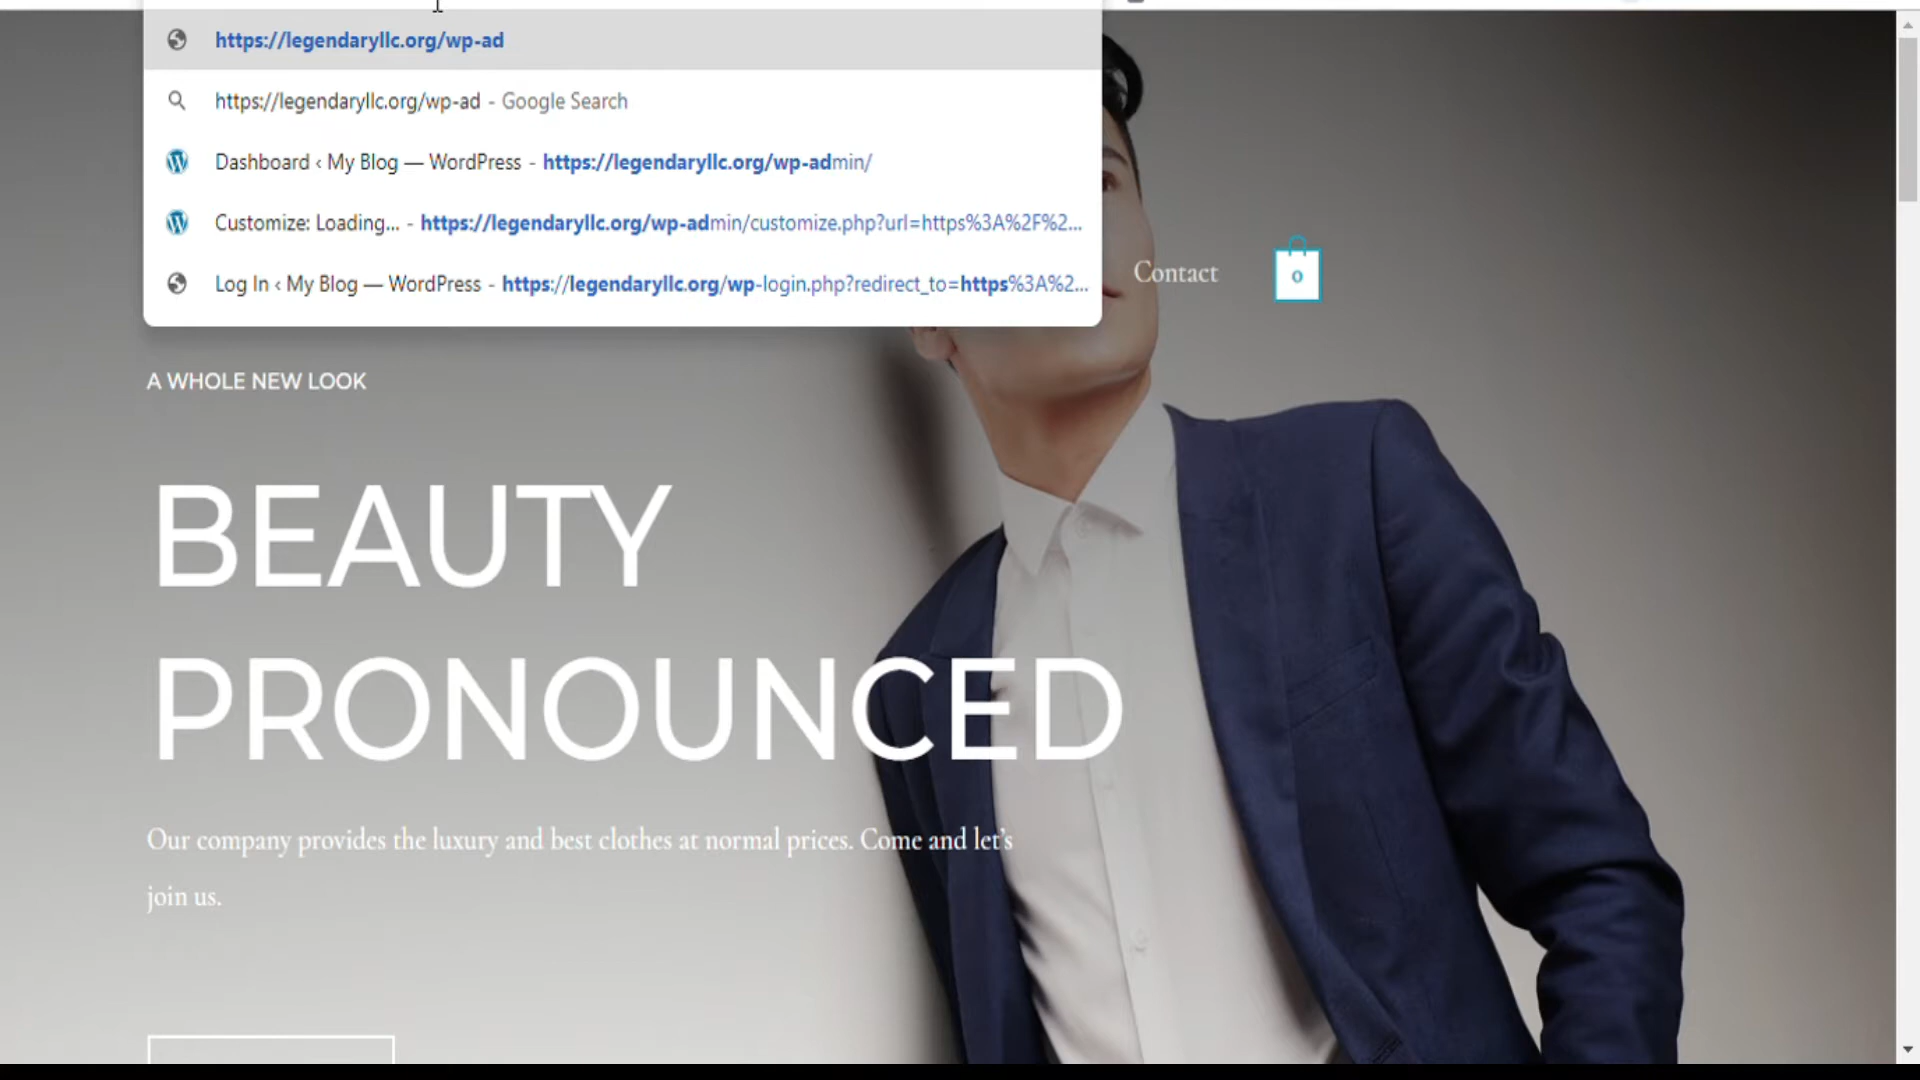 https://legendaryllc.org/wp-ad
https://legendaryllc.org/wp-ad - Google Search
Dashboard ‹ My Blog — WordPress - https://legendaryllc.org/wp-admin/
Customize: Loading... - https://legendaryllc.org/wp-admin/customize.php?url=https%3A%2F%2...
Log In ‹ My Blog — WordPress - https://legendaryllc.org/wp-login.php?redirect_to=https%3A%2...
Contact
0
A WHOLE NEW LOOK
BEAUTY
PRONOUNCED
Our company provides the luxury and best clothes at normal prices. Come and let's
join us.